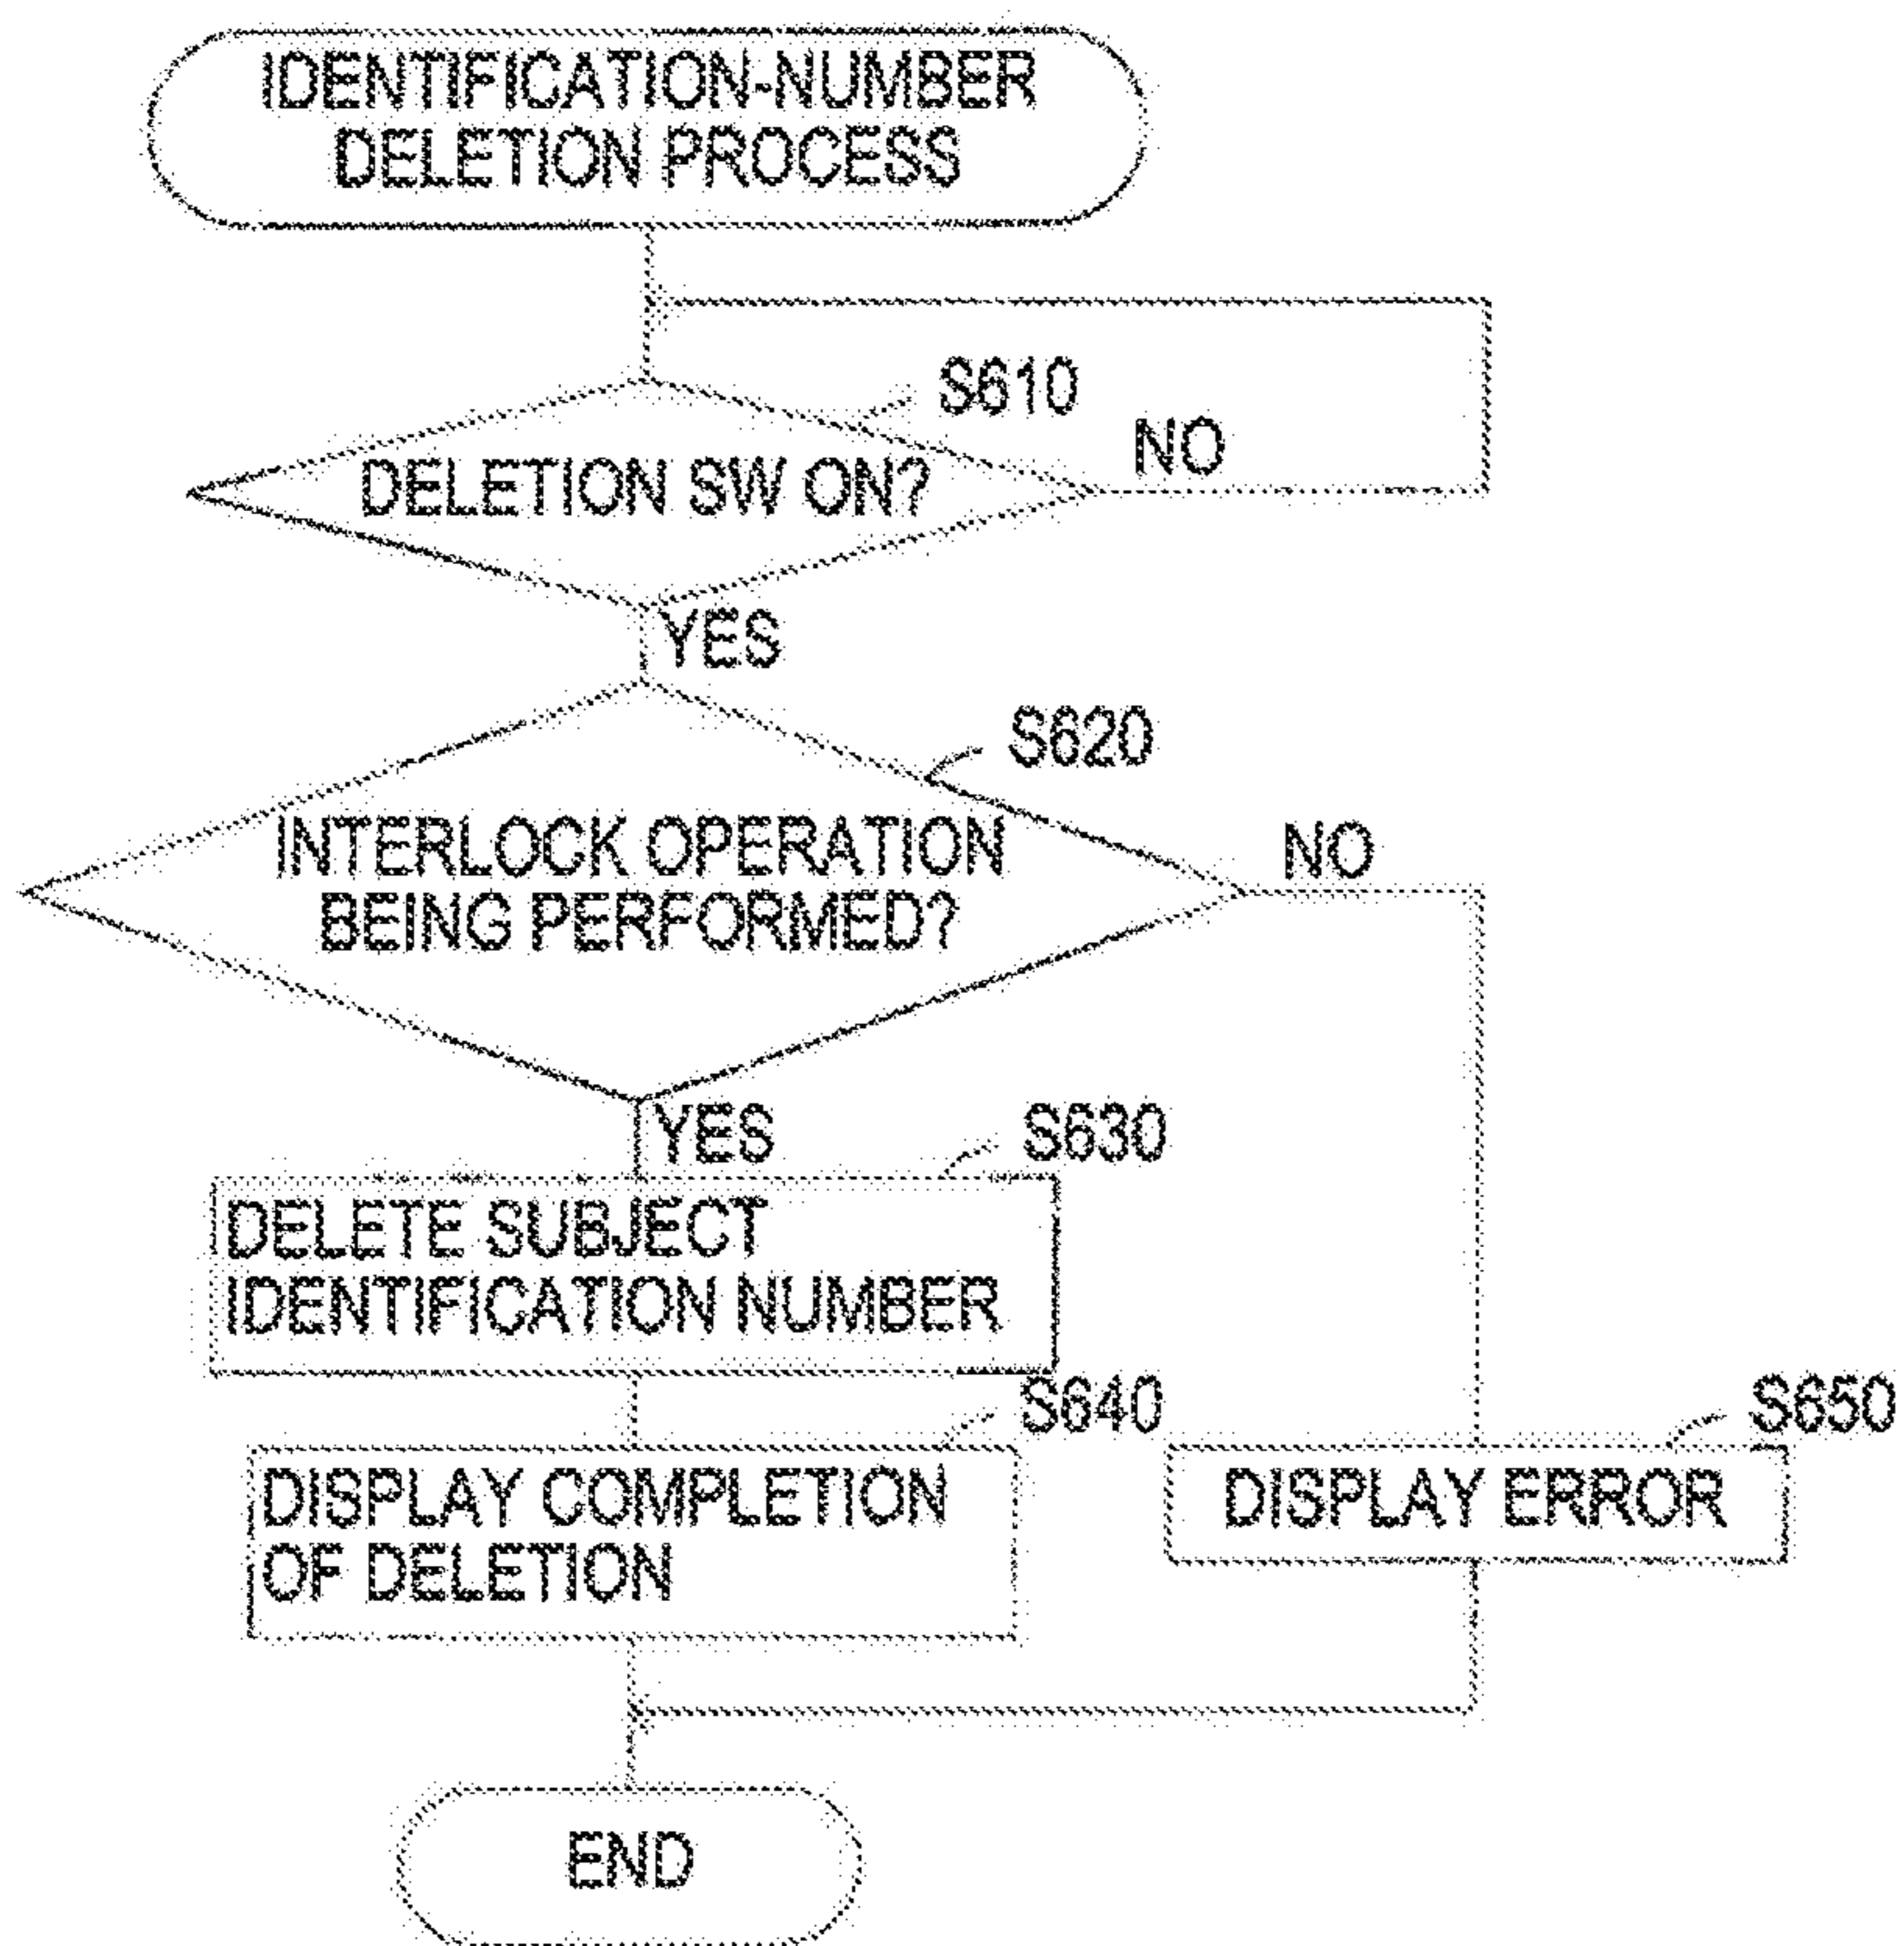 IDENTIFICATION-NUMBER
DELETION PROCESS
S610
DELETION SW ON?
NO
YES
S620
INTERLOCK OPERATION
BEING PERFORMED?
NO
YES
S630
DELETE SUBJECT
IDENTIFICATION NUMBER
S640
DISPLAY COMPLETION
OF DELETION
S650
DISPLAY ERROR
END